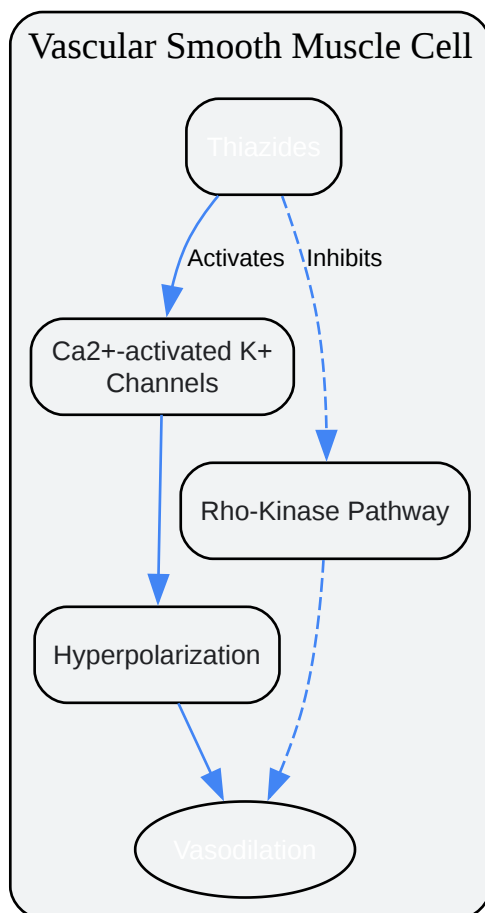 Vascular Smooth Muscle Cell
Thiazides
Activates
Inhibits
Ca2+-activated K+
Channels
Rho-Kinase Pathway
Hyperpolarization
Vasodilation